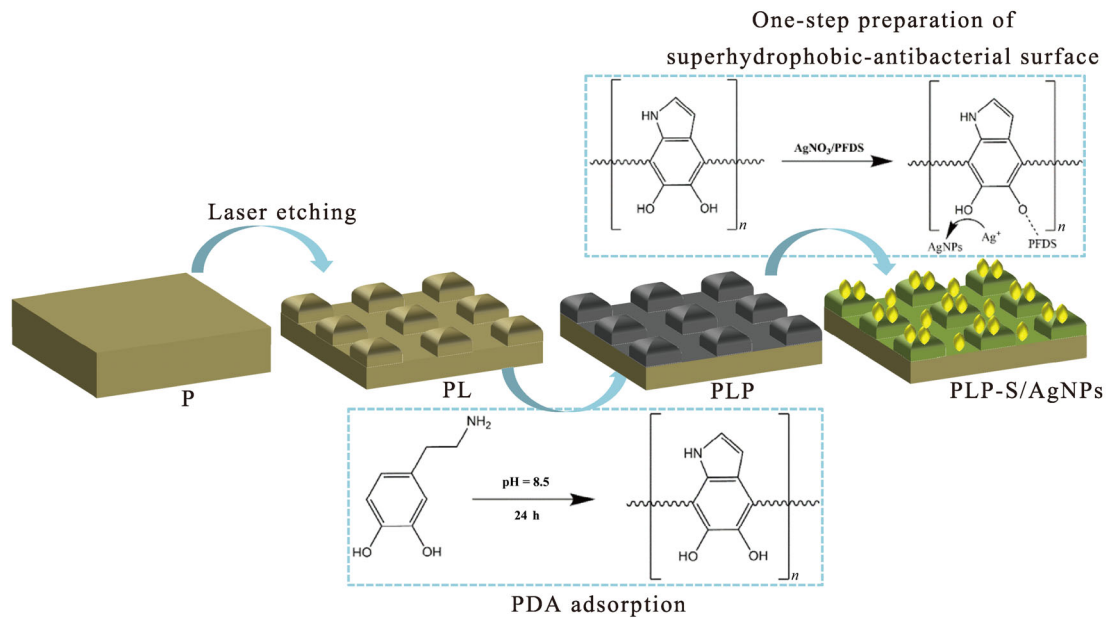 One-step preparation of
superhydrophobic-antibacterial surface
HN
HO
OH
n
AgNO3/PFDS
HN
HO
O
n
AgNPs
Ag+
PFDS
Laser etching
P
PL
PLP
PLP-S/AgNPs
NH2
HO
OH
pH = 8.5
24 h
HN
HO
OH
n
PDA adsorption